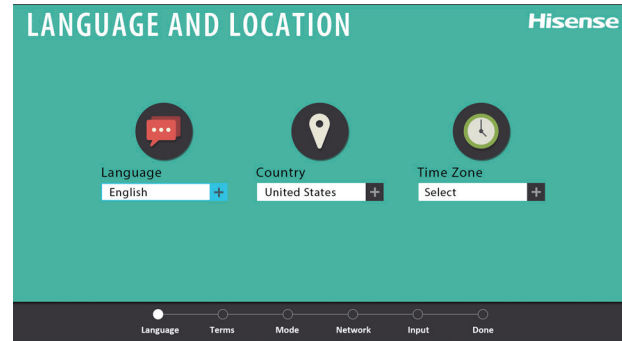 LANGUAGE AND LOCATION
Hisense
Language Country Time Zone
English United States Select
Language Terms Mode Network Input Done